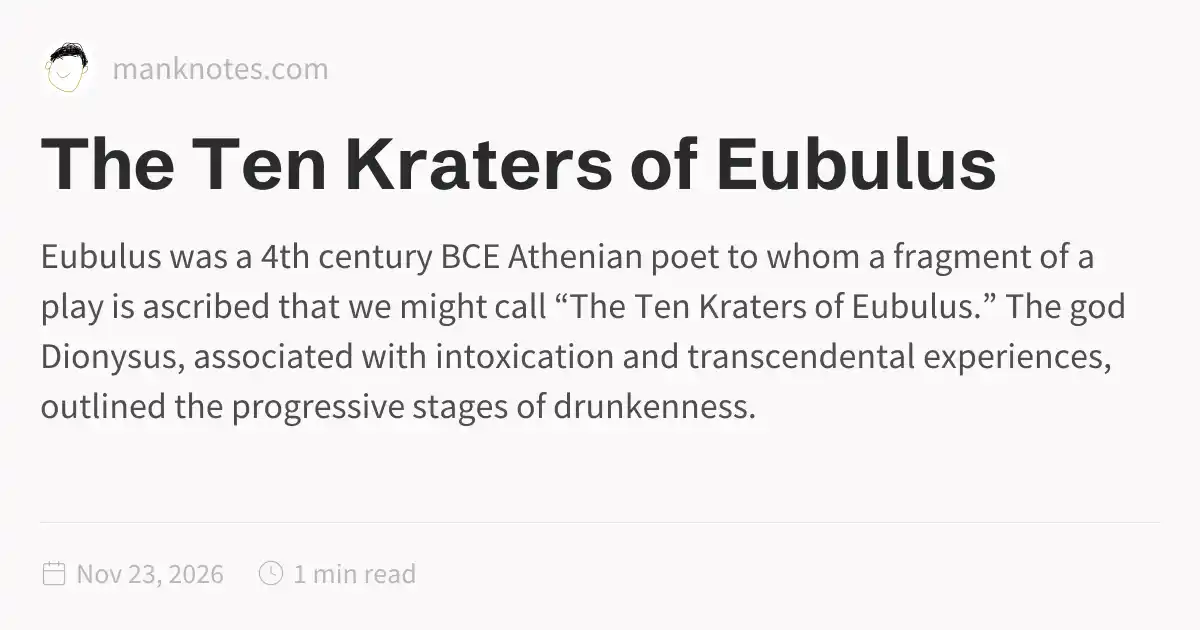 manknotes.com
The Ten Kraters of Eubulus
Eubulus was a 4th century BCE Athenian poet to whom a fragment of a
play is ascribed that we might call “The Ten Kraters of Eubulus.” The god
Dionysus, associated with intoxication and transcendental experiences,
outlined the progressive stages of drunkenness.
Nov 23, 2026 1 min read